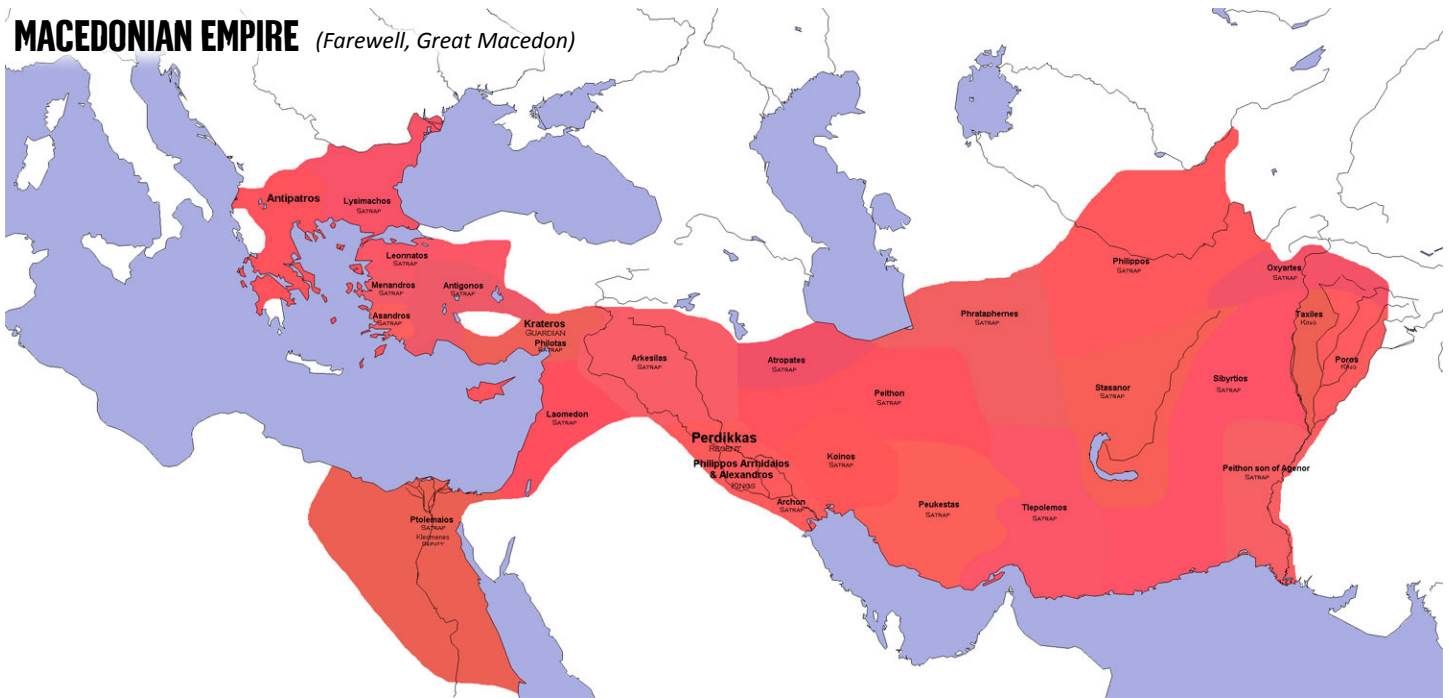 MACEDONIAN EMPIRE (Farewell, Great Macedon)
Antipatros
Lysimachos
SATRAP
Leonnatos
SATRAP
Menandros
SATRAP
Antigonos
SATRAP
Asandros
SATRAP
Krateros
GUARDIAN
Philotas
SATRAP
Arkesilas
SATRAP
Laomedon
SATRAP
Ptolemaios
SATRAP
Kleomenes
DEPUTY
Atropates
SATRAP
Perdikkas
REGENT
Philippos Arrhidaios
& Alexandros
KINGS
Archon
SATRAP
Koinos
SATRAP
Peithon
SATRAP
Peukestas
SATRAP
Phrataphernes
SATRAP
Philippos
SATRAP
Stasanor
SATRAP
Tlepolemos
SATRAP
Sibyrtios
SATRAP
Oxyartes
SATRAP
Taxiles
KING
Poros
KING
Peithon son of Agenor
SATRAP